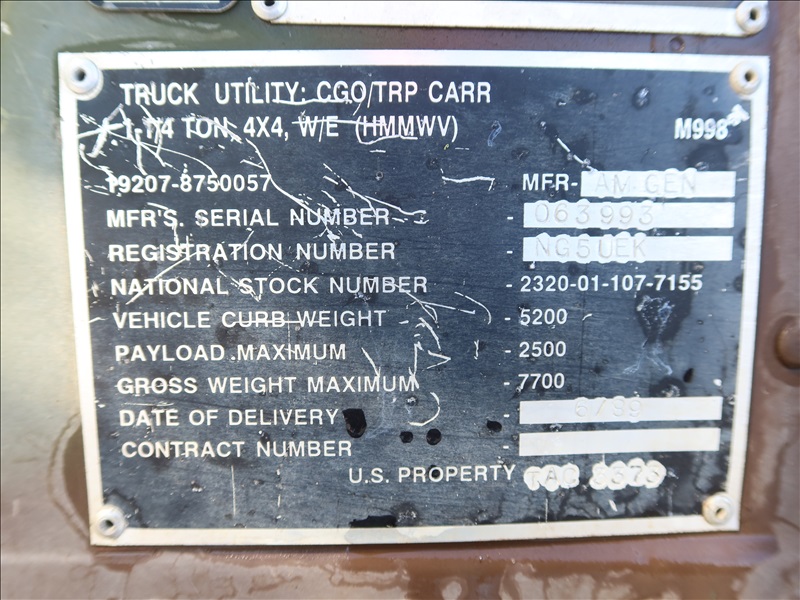 TRUCK UTILITY: CGO/TRP CARR
1-1/4 TON, 4X4, W/E (HMMWV) M998
19207-8750057 MFR- AM GEN
MFR'S. SERIAL NUMBER - 063993
REGISTRATION NUMBER - NG5UEK
NATIONAL STOCK NUMBER - 2320-01-107-7155
VEHICLE CURB WEIGHT - 5200
PAYLOAD MAXIMUM - 2500
GROSS WEIGHT MAXIMUM - 7700
DATE OF DELIVERY - 6/89
CONTRACT NUMBER -
U.S. PROPERTY